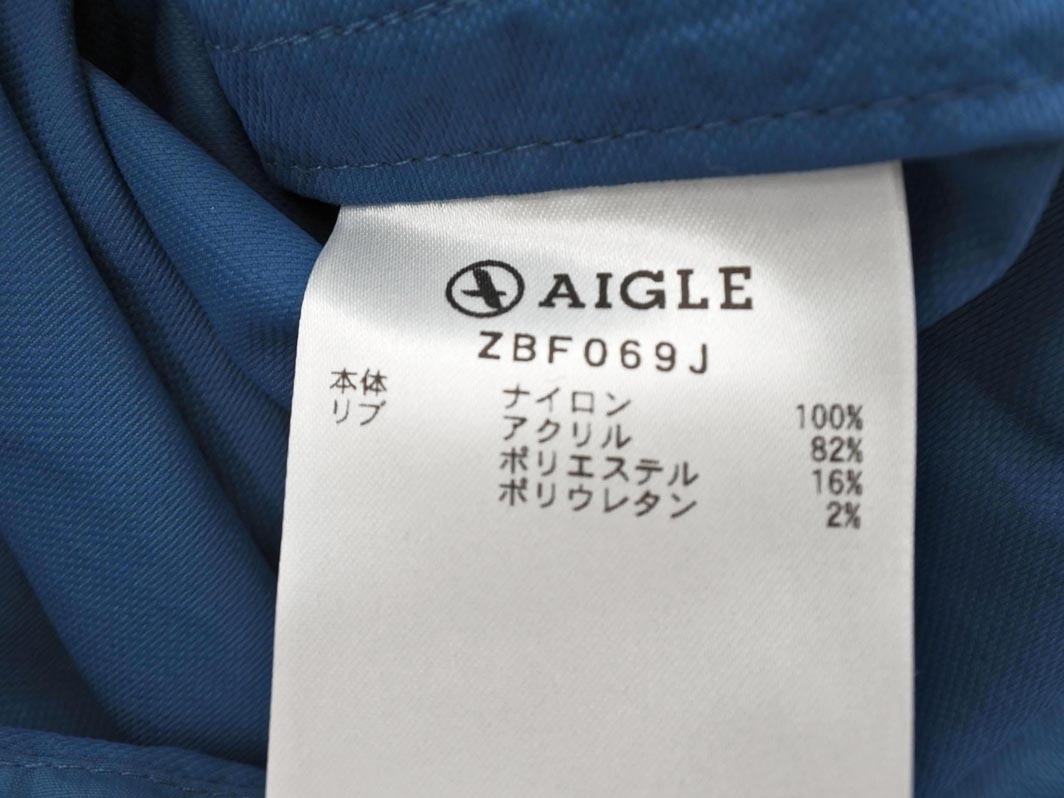 AIGLE
ZBF069J
本体 ナイロン 100%
リブ アクリル 82%
ポリエステル 16%
ポリウレタン 2%